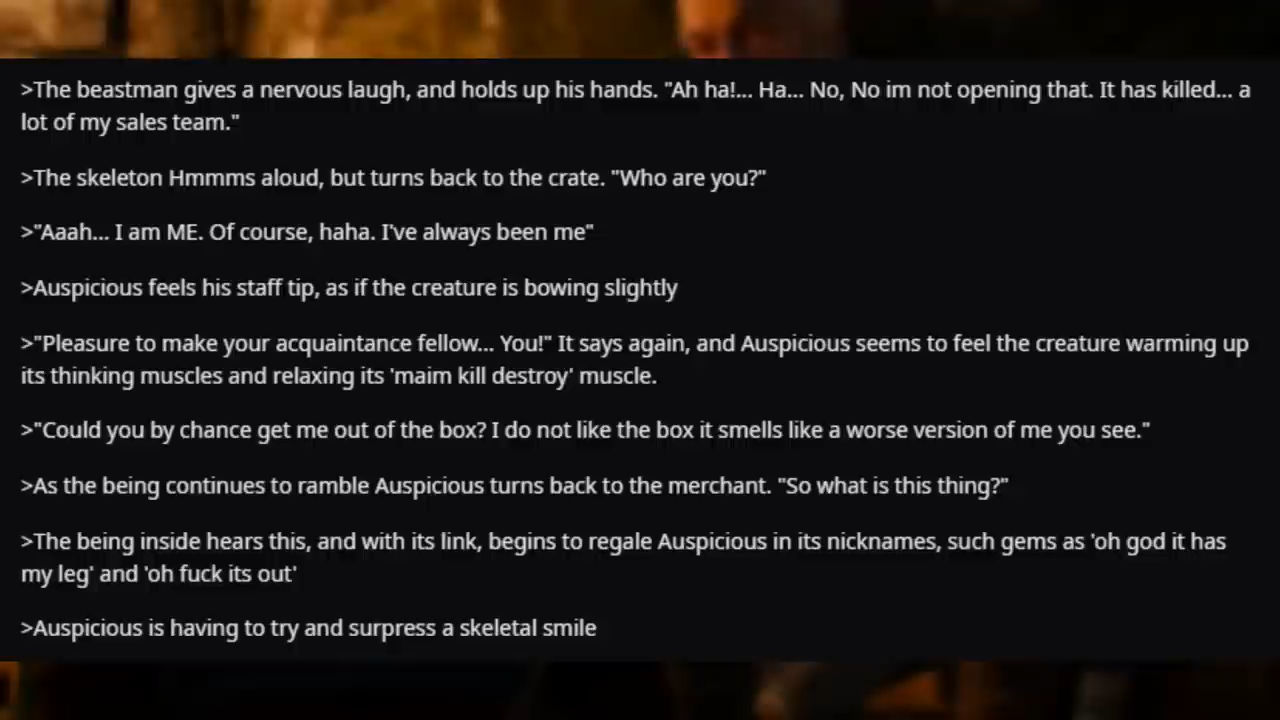 >The beastman gives a nervous laugh, and holds up his hands. "Ah ha!... Ha... No, No im not opening that. It has killed... a
lot of my sales team."
>The skeleton Hmmms aloud, but turns back to the crate. "Who are you?"
>"Aaah... I am ME. Of course, haha. I've always been me"
>Auspicious feels his staff tip, as if the creature is bowing slightly
>"Pleasure to make your acquaintance fellow... You!" It says again, and Auspicious seems to feel the creature warming up
its thinking muscles and relaxing its 'maim kill destroy' muscle.
>"Could you by chance get me out of the box? I do not like the box it smells like a worse version of me you see."
>As the being continues to ramble Auspicious turns back to the merchant. "So what is this thing?"
>The being inside hears this, and with its link, begins to regale Auspicious in its nicknames, such gems as 'oh god it has
my leg' and 'oh fuck its out'
>Auspicious is having to try and surpress a skeletal smile